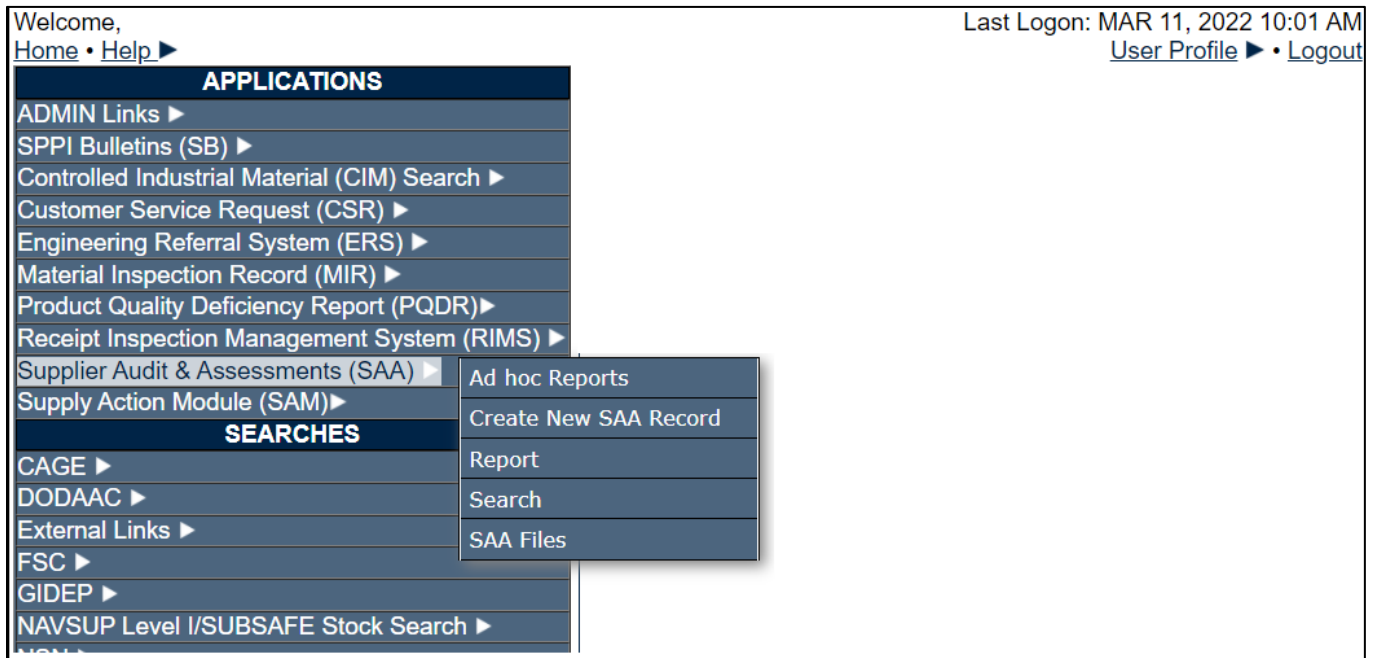 Welcome,
Last Logon: MAR 11, 2022 10:01 AM
Home • Help ▶
User Profile ▶ • Logout
APPLICATIONS
ADMIN Links ▶
SPPI Bulletins (SB) ▶
Controlled Industrial Material (CIM) Search ▶
Customer Service Request (CSR) ▶
Engineering Referral System (ERS) ▶
Material Inspection Record (MIR) ▶
Product Quality Deficiency Report (PQDR)▶
Receipt Inspection Management System (RIMS) ▶
Supplier Audit & Assessments (SAA) ▶
Supply Action Module (SAM)▶
Ad hoc Reports
Create New SAA Record
Report
Search
SAA Files
SEARCHES
CAGE ▶
DODAAC ▶
External Links ▶
FSC ▶
GIDEP ▶
NAVSUP Level I/SUBSAFE Stock Search ▶